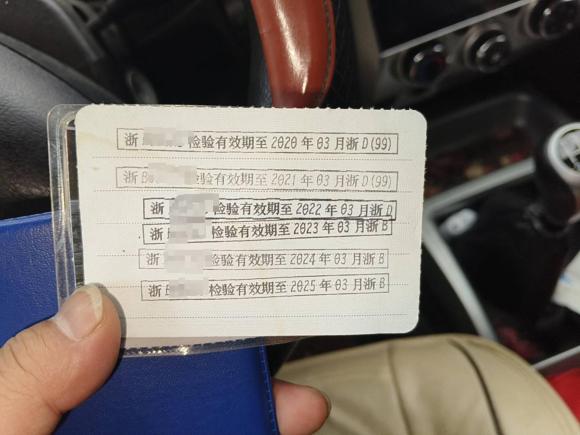 浙 检验有效期至 2020 年 03 月浙 D (99)
浙 B 检验有效期至 2021 年 03 月浙 D (99)
浙 检验有效期至 2022 年 03 月浙 D
浙 检验有效期至 2023 年 03 月浙 B
浙 检验有效期至 2024 年 03 月浙 B
浙 检验有效期至 2025 年 03 月浙 B